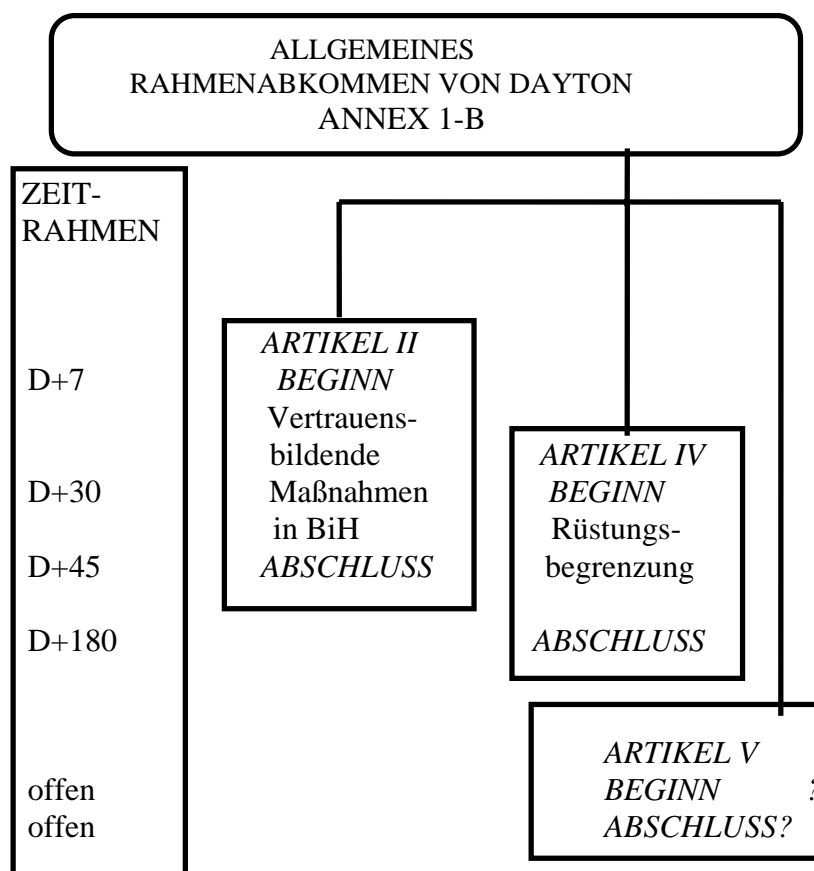 ALLGEMEINES
RAHMENABKOMMEN VON DAYTON
ANNEX 1-B
ZEIT-
RAHMEN
D+7
D+30
D+45
D+180
offen
offen
ARTIKEL II
BEGINN
Vertrauens-
bildende
Maßnahmen
in BiH
ABSCHLUSS
ARTIKEL IV
BEGINN
Rüstungs-
begrenzung
ABSCHLUSS
ARTIKEL V
BEGINN ?
ABSCHLUSS?